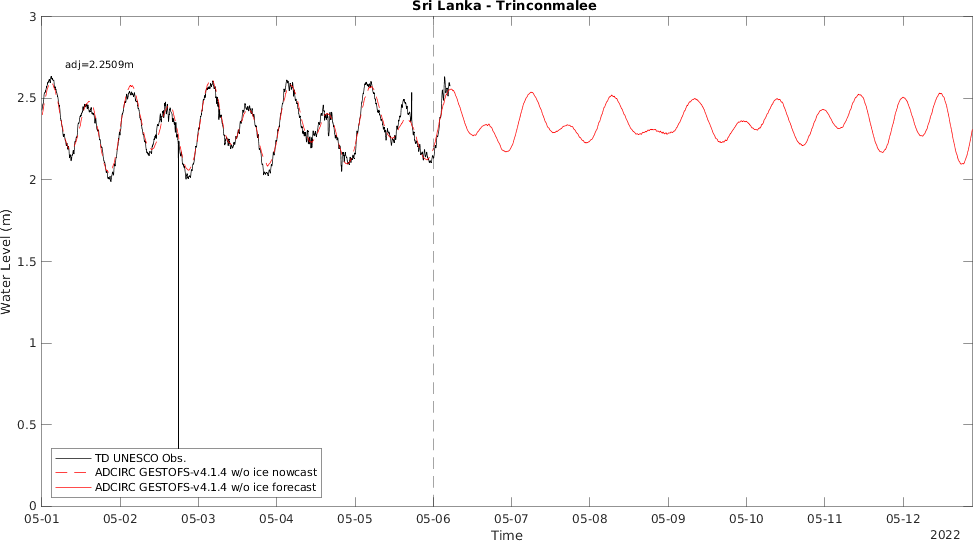 Sri Lanka - Trinconmalee
3
adj=2.2509m
2.5
2
1.5
Water Level (m)
1
0.5
TD UNESCO Obs.
ADCIRC GESTOFS-v4.1.4 w/o ice nowcast
ADCIRC GESTOFS-v4.1.4 w/o ice forecast
0
05-01 05-02 05-03 05-04 05-05 05-06 05-07 05-08 05-09 05-10 05-11 05-12
Time
2022